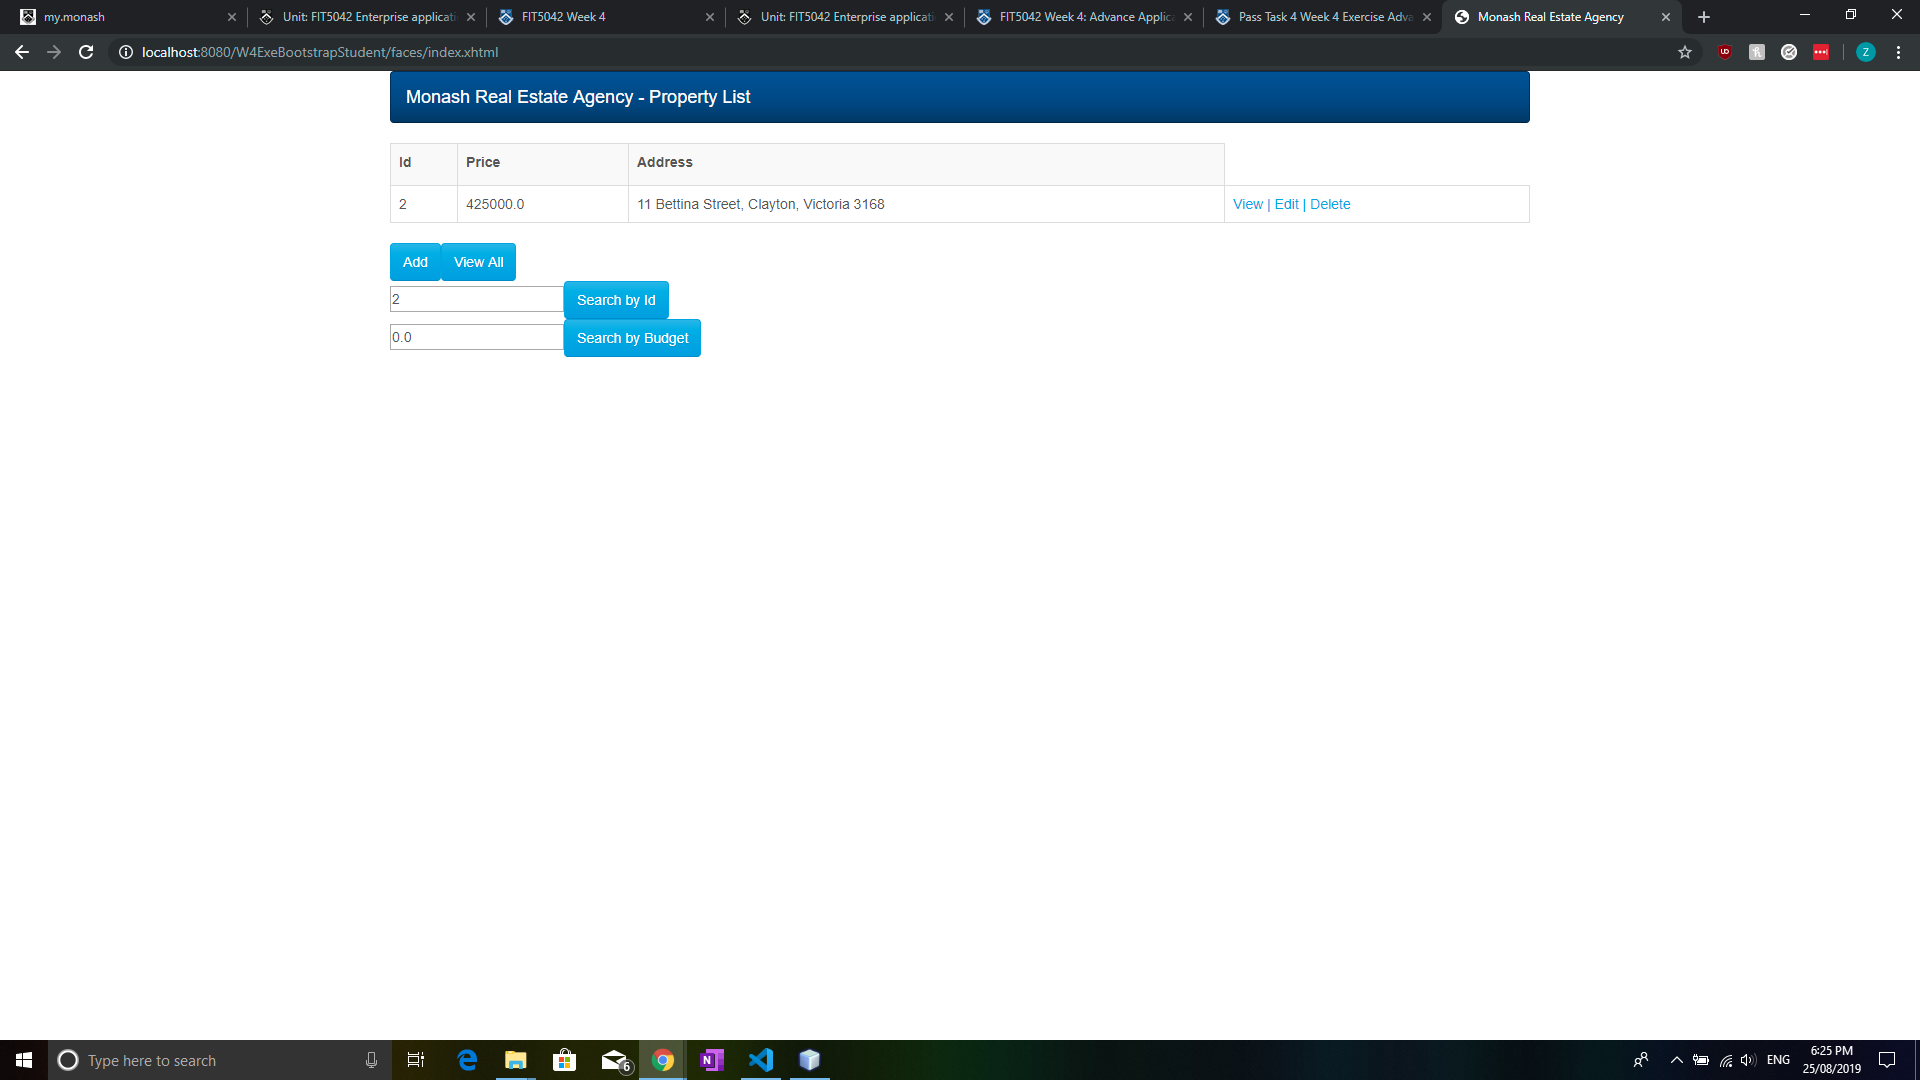 my.monash
Unit: FIT5042 Enterprise applicati
FIT5042 Week 4
Unit: FIT5042 Enterprise applicati
FIT5042 Week 4: Advance Applica
Pass Task 4 Week 4 Exercise Adva
Monash Real Estate Agency
localhost:8080/W4ExeBootstrapStudent/faces/index.xhtml
Z
Monash Real Estate Agency - Property List
Id Price Address
2 425000.0 11 Bettina Street, Clayton, Victoria 3168 View | Edit | Delete
Add View All
2 Search by Id
0.0 Search by Budget
Type here to search
6
N
ENG
6:25 PM
25/08/2019